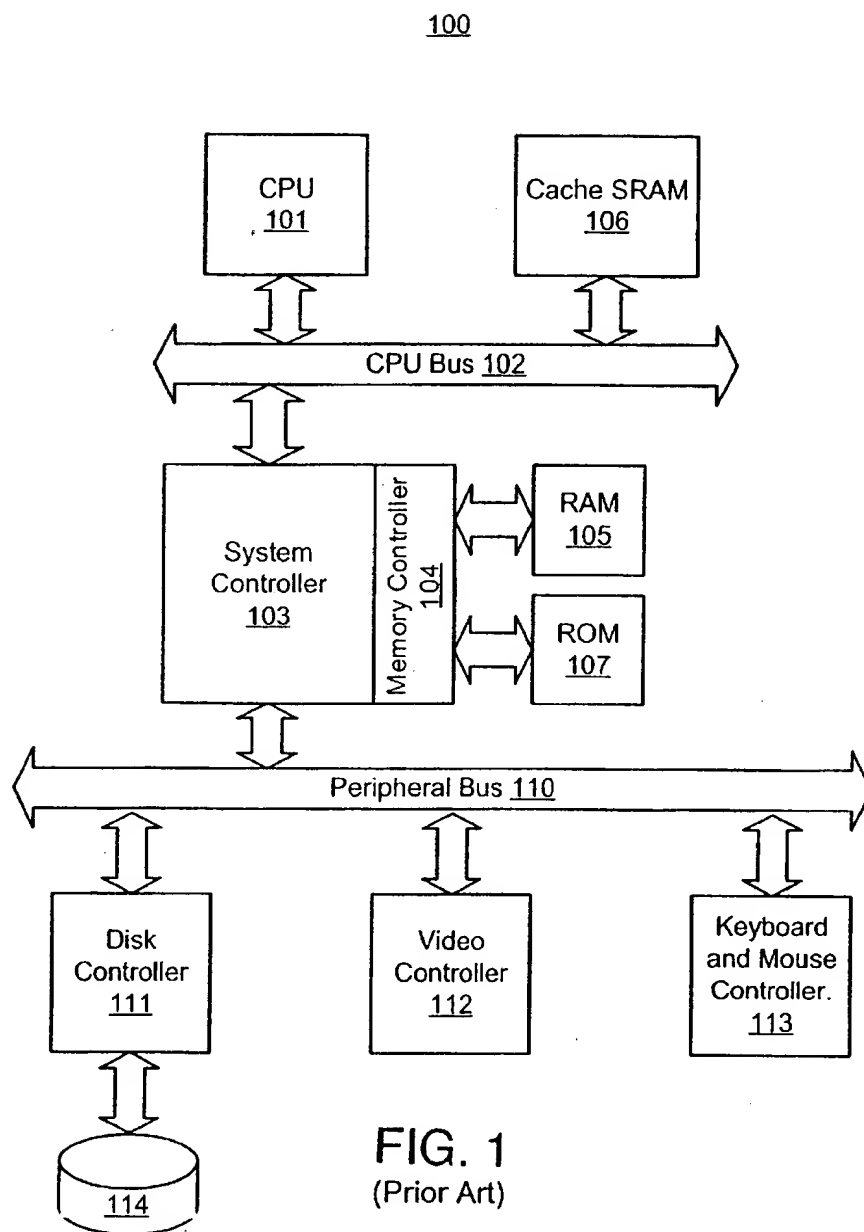 100
CPU
101
Cache SRAM
106
CPU Bus 102
System
Controller
103
Memory Controller
104
RAM
105
ROM
107
Peripheral Bus 110
Disk
Controller
111
Video
Controller
112
Keyboard
and Mouse
Controller.
113
114
FIG. 1
(Prior Art)